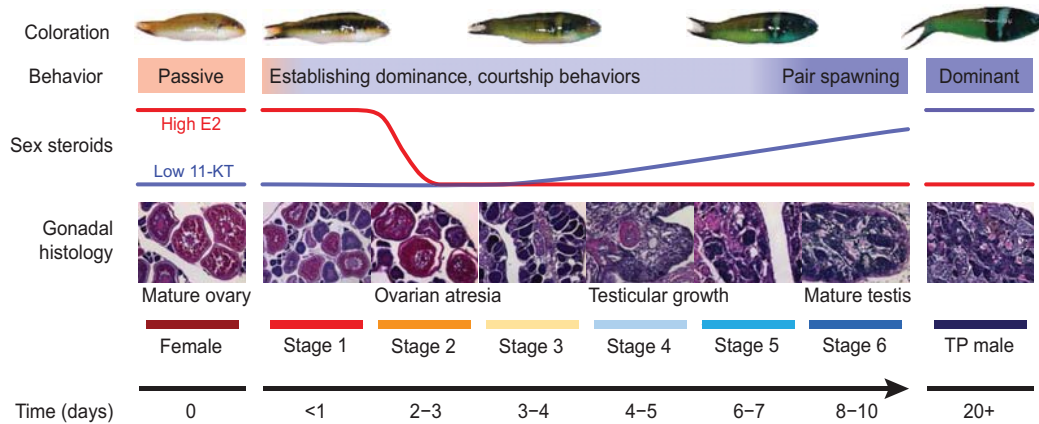 Coloration
Behavior Passive Establishing dominance, courtship behaviors Pair spawning Dominant
High E2
Sex steroids
Low 11-KT
Gonadal
histology
Mature ovary Ovarian atresia Testicular growth Mature testis
Female Stage 1 Stage 2 Stage 3 Stage 4 Stage 5 Stage 6 TP male
Time (days) 0 <1 2–3 3–4 4–5 6–7 8–10 20+